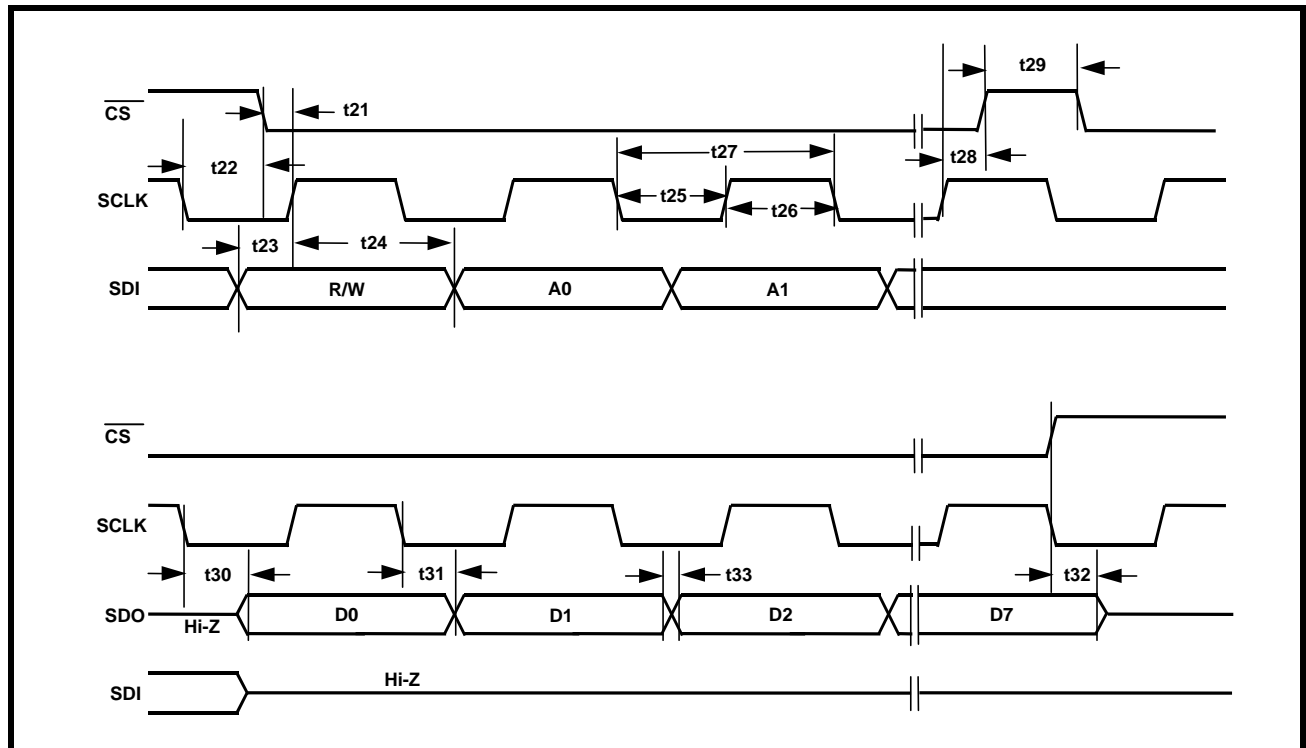 t29
CS
t21
t27
t22
t28
SCLK
t25
t26
t23
t24
SDI
R/W
A0
A1
CS
SCLK
t30
t31
t33
t32
SDO
Hi-Z
D0
D1
D2
D7
Hi-Z
SDI